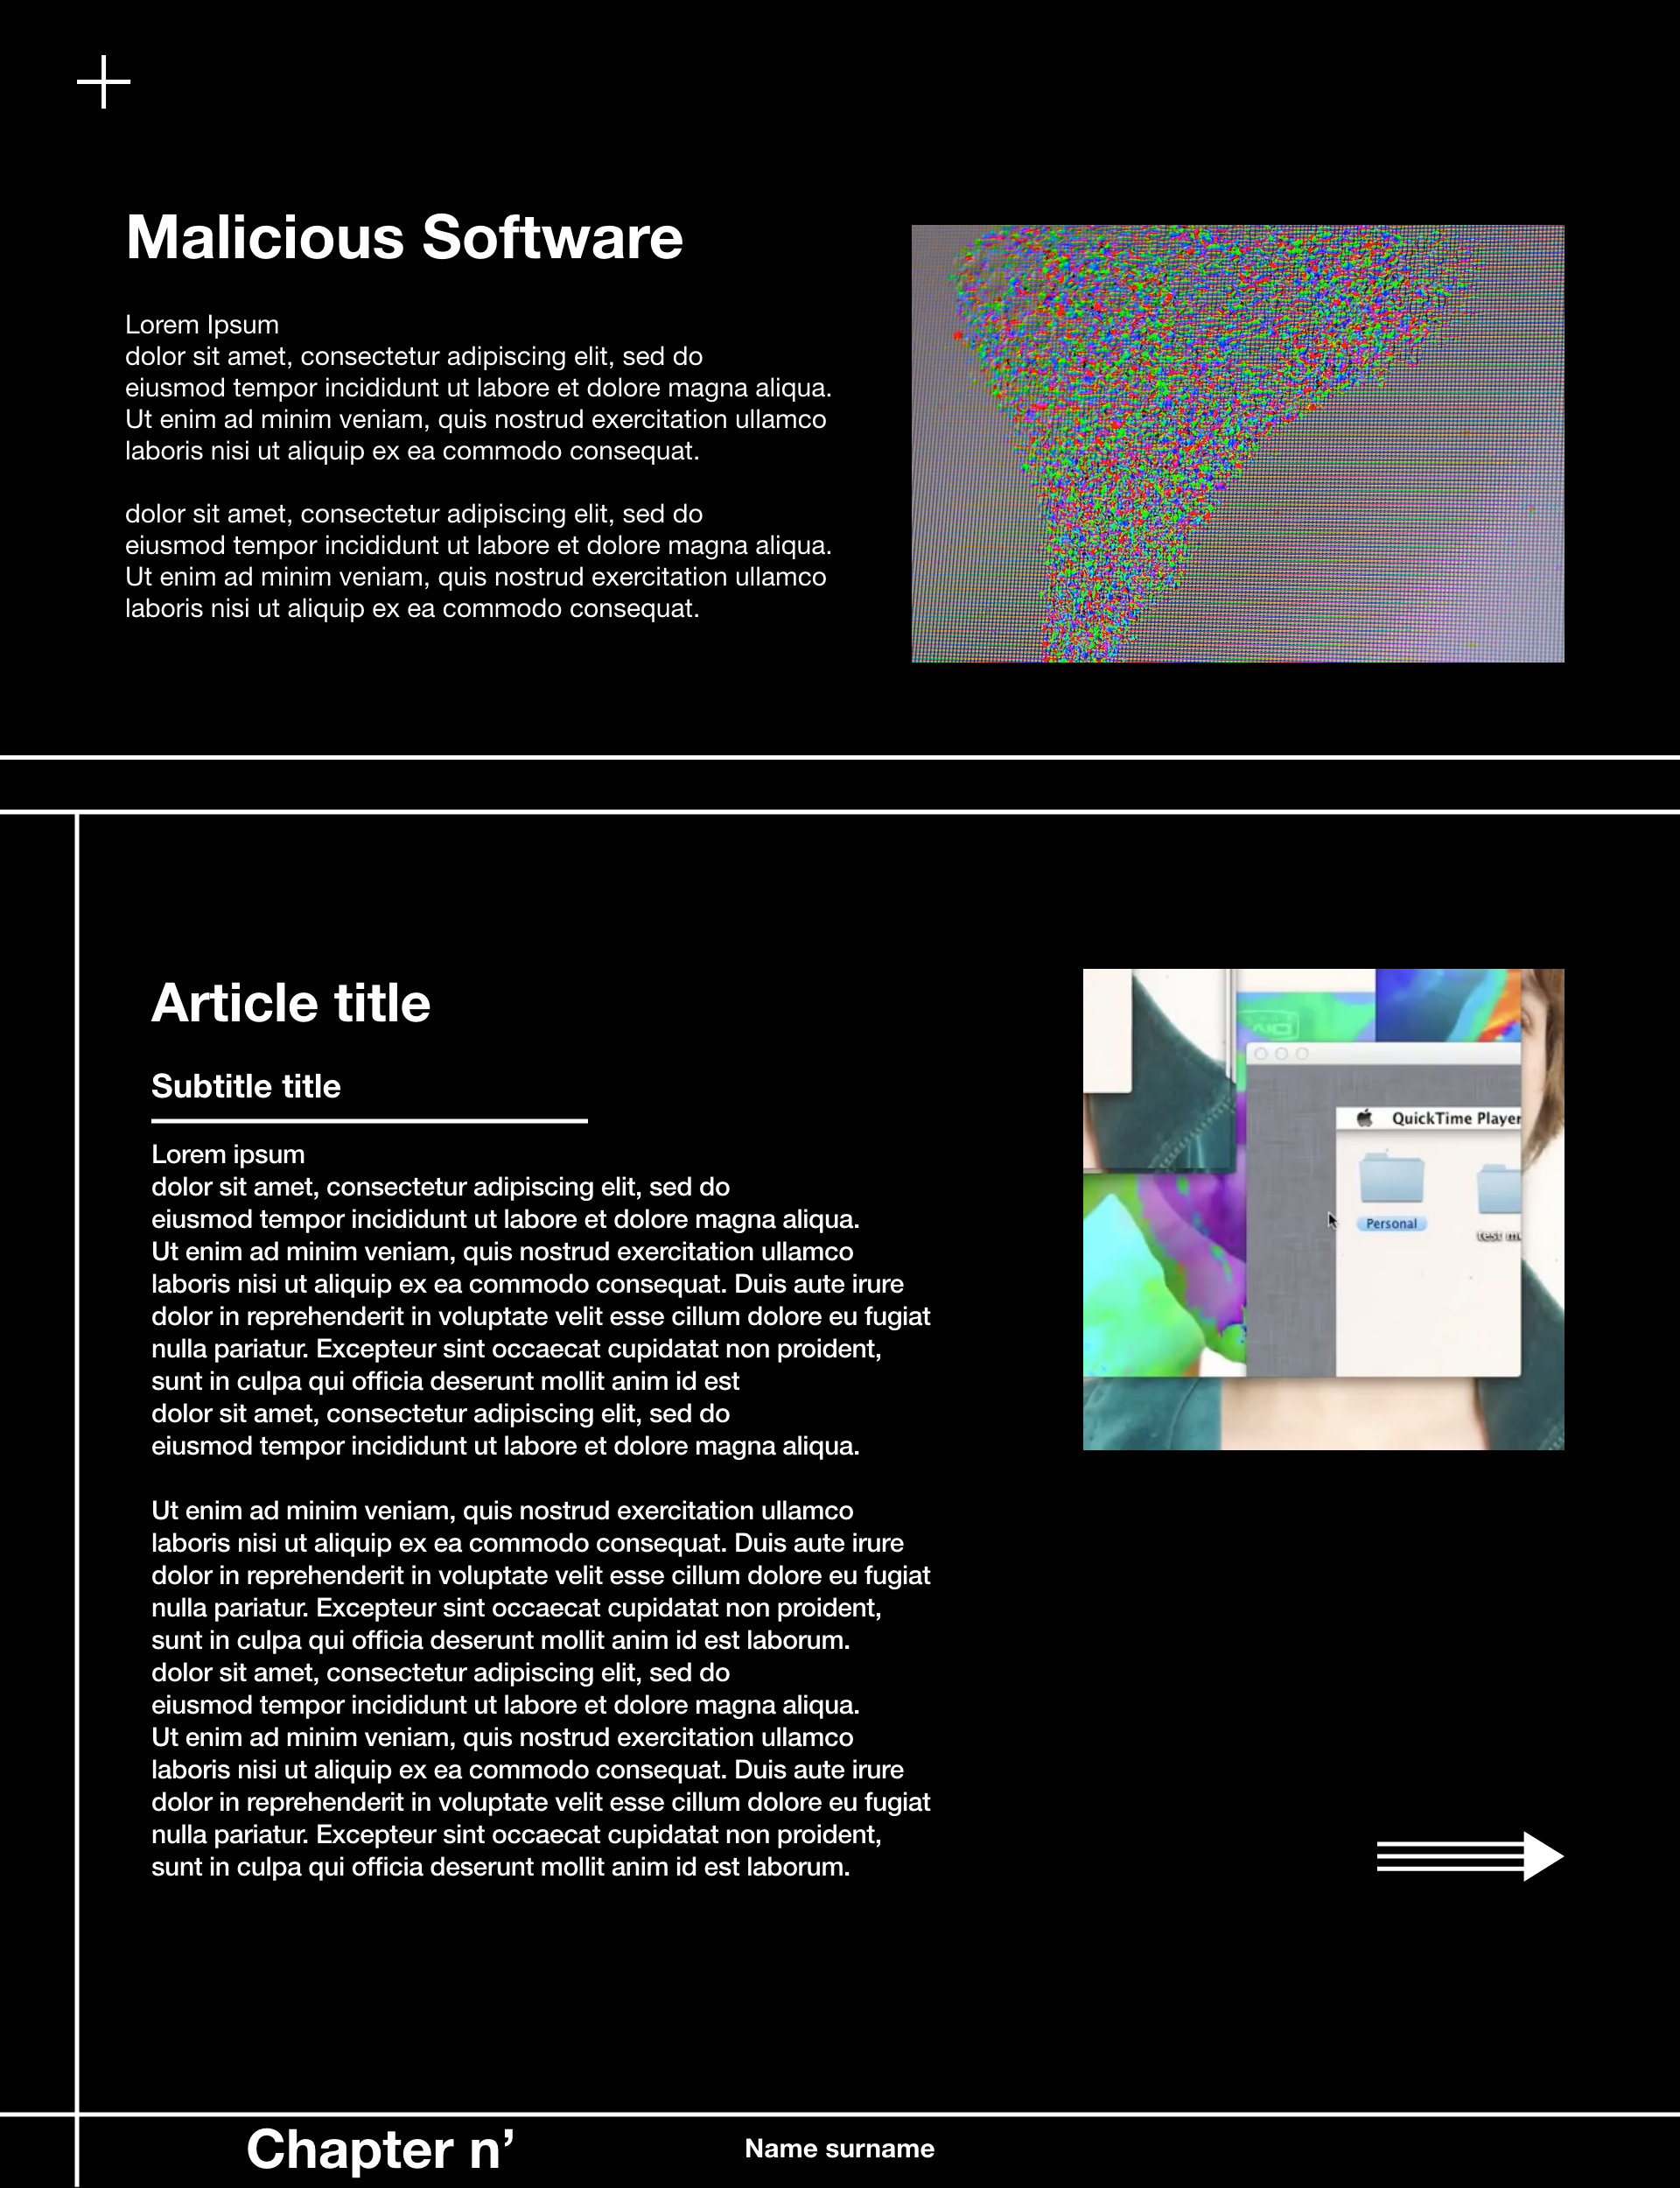 Malicious Software
Lorem Ipsum
dolor sit amet, consectetur adipiscing elit, sed do
eiusmod tempor incididunt ut labore et dolore magna aliqua.
Ut enim ad minim veniam, quis nostrud exercitation ullamco
laboris nisi ut aliquip ex ea commodo consequat.
dolor sit amet, consectetur adipiscing elit, sed do
eiusmod tempor incididunt ut labore et dolore magna aliqua.
Ut enim ad minim veniam, quis nostrud exercitation ullamco
laboris nisi ut aliquip ex ea commodo consequat.
Article title
Subtitle title
Lorem ipsum
dolor sit amet, consectetur adipiscing elit, sed do
eiusmod tempor incididunt ut labore et dolore magna aliqua.
Ut enim ad minim veniam, quis nostrud exercitation ullamco
laboris nisi ut aliquip ex ea commodo consequat. Duis aute irure
dolor in reprehenderit in voluptate velit esse cillum dolore eu fugiat
nulla pariatur. Excepteur sint occaecat cupidatat non proident,
sunt in culpa qui officia deserunt mollit anim id est
dolor sit amet, consectetur adipiscing elit, sed do
eiusmod tempor incididunt ut labore et dolore magna aliqua.
Ut enim ad minim veniam, quis nostrud exercitation ullamco
laboris nisi ut aliquip ex ea commodo consequat. Duis aute irure
dolor in reprehenderit in voluptate velit esse cillum dolore eu fugiat
nulla pariatur. Excepteur sint occaecat cupidatat non proident,
sunt in culpa qui officia deserunt mollit anim id est laborum.
dolor sit amet, consectetur adipiscing elit, sed do
eiusmod tempor incididunt ut labore et dolore magna aliqua.
Ut enim ad minim veniam, quis nostrud exercitation ullamco
laboris nisi ut aliquip ex ea commodo consequat. Duis aute irure
dolor in reprehenderit in voluptate velit esse cillum dolore eu fugiat
nulla pariatur. Excepteur sint occaecat cupidatat non proident,
sunt in culpa qui officia deserunt mollit anim id est laborum.
QuickTime Player
Personal
test
Chapter n’
Name surname